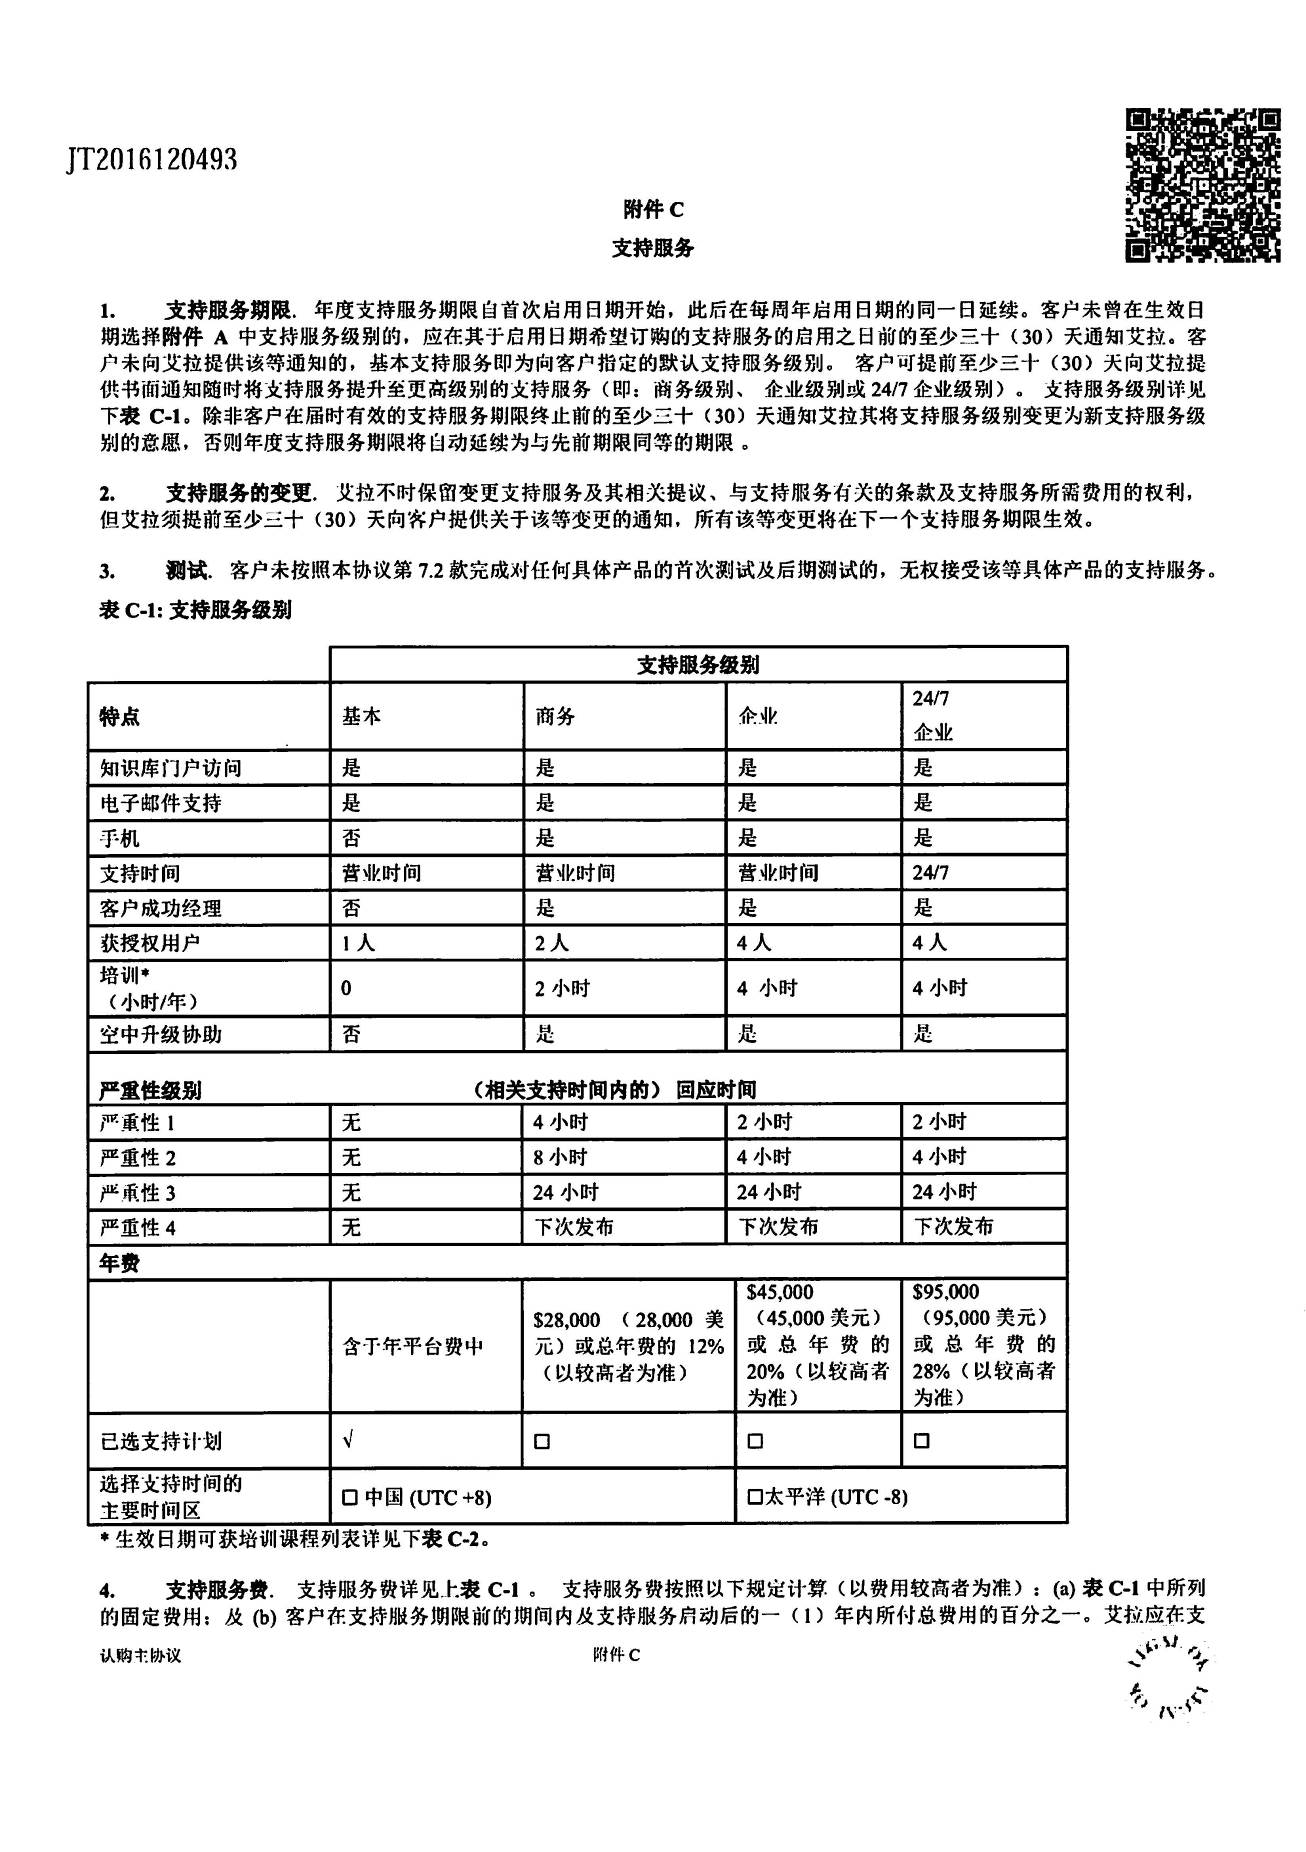 JT2016120493
附件 C
支持服务
1. 支持服务期限. 年度支持服务期限自首次启用日期开始，此后在每周年启用日期的同一日延续。客户未曾在生效日
期选择附件 A 中支持服务级别的，应在其于启用日期希望订购的支持服务的启用之日前的至少三十（30）天通知艾拉。客
户未向艾拉提供该等通知的，基本支持服务即为向客户指定的默认支持服务级别。 客户可提前至少三十（30）天向艾拉提
供书面通知随时将支持服务提升至更高级别的支持服务（即：商务级别、 企业级别或 24/7 企业级别）。 支持服务级别详见
下表 C-1。除非客户在届时有效的支持服务期限终止前的至少三十（30）天通知艾拉其将支持服务级别变更为新支持服务级
别的意愿，否则年度支持服务期限将自动延续为与先前期限同等的期限 。
2. 支持服务的变更. 艾拉不时保留变更支持服务及其相关提议、与支持服务有关的条款及支持服务所需费用的权利，
但艾拉须提前至少三十（30）天向客户提供关于该等变更的通知，所有该等变更将在下一个支持服务期限生效。
3. 测试. 客户未按照本协议第 7.2 款完成对任何具体产品的首次测试及后期测试的，无权接受该等具体产品的支持服务。
表 C-1: 支持服务级别
支持服务级别
特点 基本 商务 企业 24/7
企业
知识库门户访问 是 是 是 是
电子邮件支持 是 是 是 是
手机 否 是 是 是
支持时间 营业时间 营业时间 营业时间 24/7
客户成功经理 否 是 是 是
获授权用户 1 人 2 人 4 人 4 人
培训*
（小时/年） 0 2 小时 4 小时 4 小时
空中升级协助 否 是 是 是
严重性级别 （相关支持时间内的） 回应时间
严重性 1 无 4 小时 2 小时 2 小时
严重性 2 无 8 小时 4 小时 4 小时
严重性 3 无 24 小时 24 小时 24 小时
严重性 4 无 下次发布 下次发布 下次发布
年费
含于年平台费中
$28,000 （28,000 美
元）或总年费的 12%
（以较高者为准）
$45,000
（45,000 美元）
或总年费的
20%（以较高者
为准）
$95,000
（95,000 美元）
或总年费的
28%（以较高者
为准）
已选支持计划 √ □ □ □
选择支持时间的
主要时间区 □ 中国 (UTC +8) □太平洋 (UTC -8)
* 生效日期可获培训课程列表详见下表 C-2。
4. 支持服务费. 支持服务费详见上表 C-1 。 支持服务费按照以下规定计算（以费用较高者为准）：(a) 表 C-1 中所列
的固定费用；及 (b) 客户在支持服务期限前的期间内及支持服务启动后的一（1）年内所付总费用的百分之一。艾拉应在支
认购主协议 附件 C
LEGAL OK
LEGAL OK